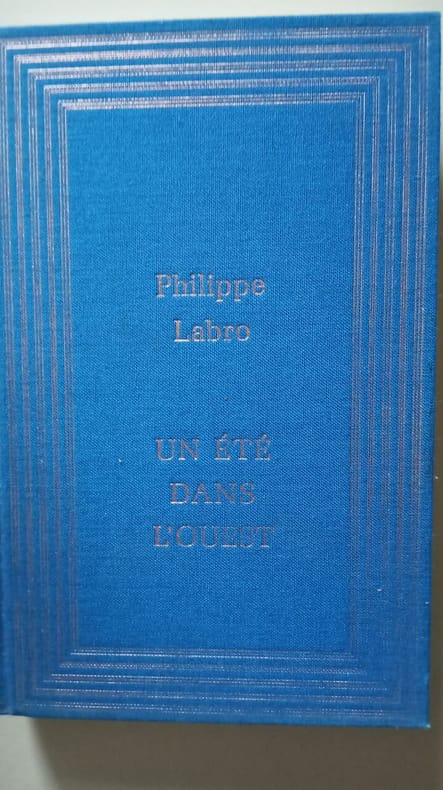 Philippe
Labro
UN ÉTÉ
DANS
L'OUEST